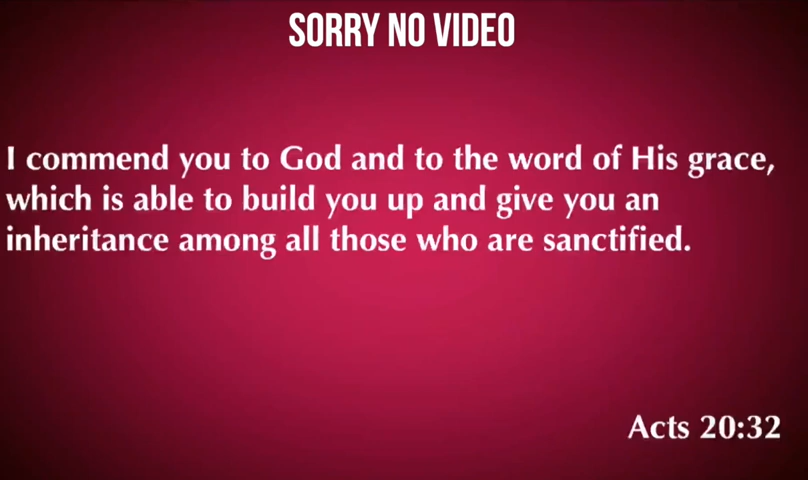 SORRY NO VIDEO
I commend you to God and to the word of His grace,
which is able to build you up and give you an
inheritance among all those who are sanctified.
Acts 20:32